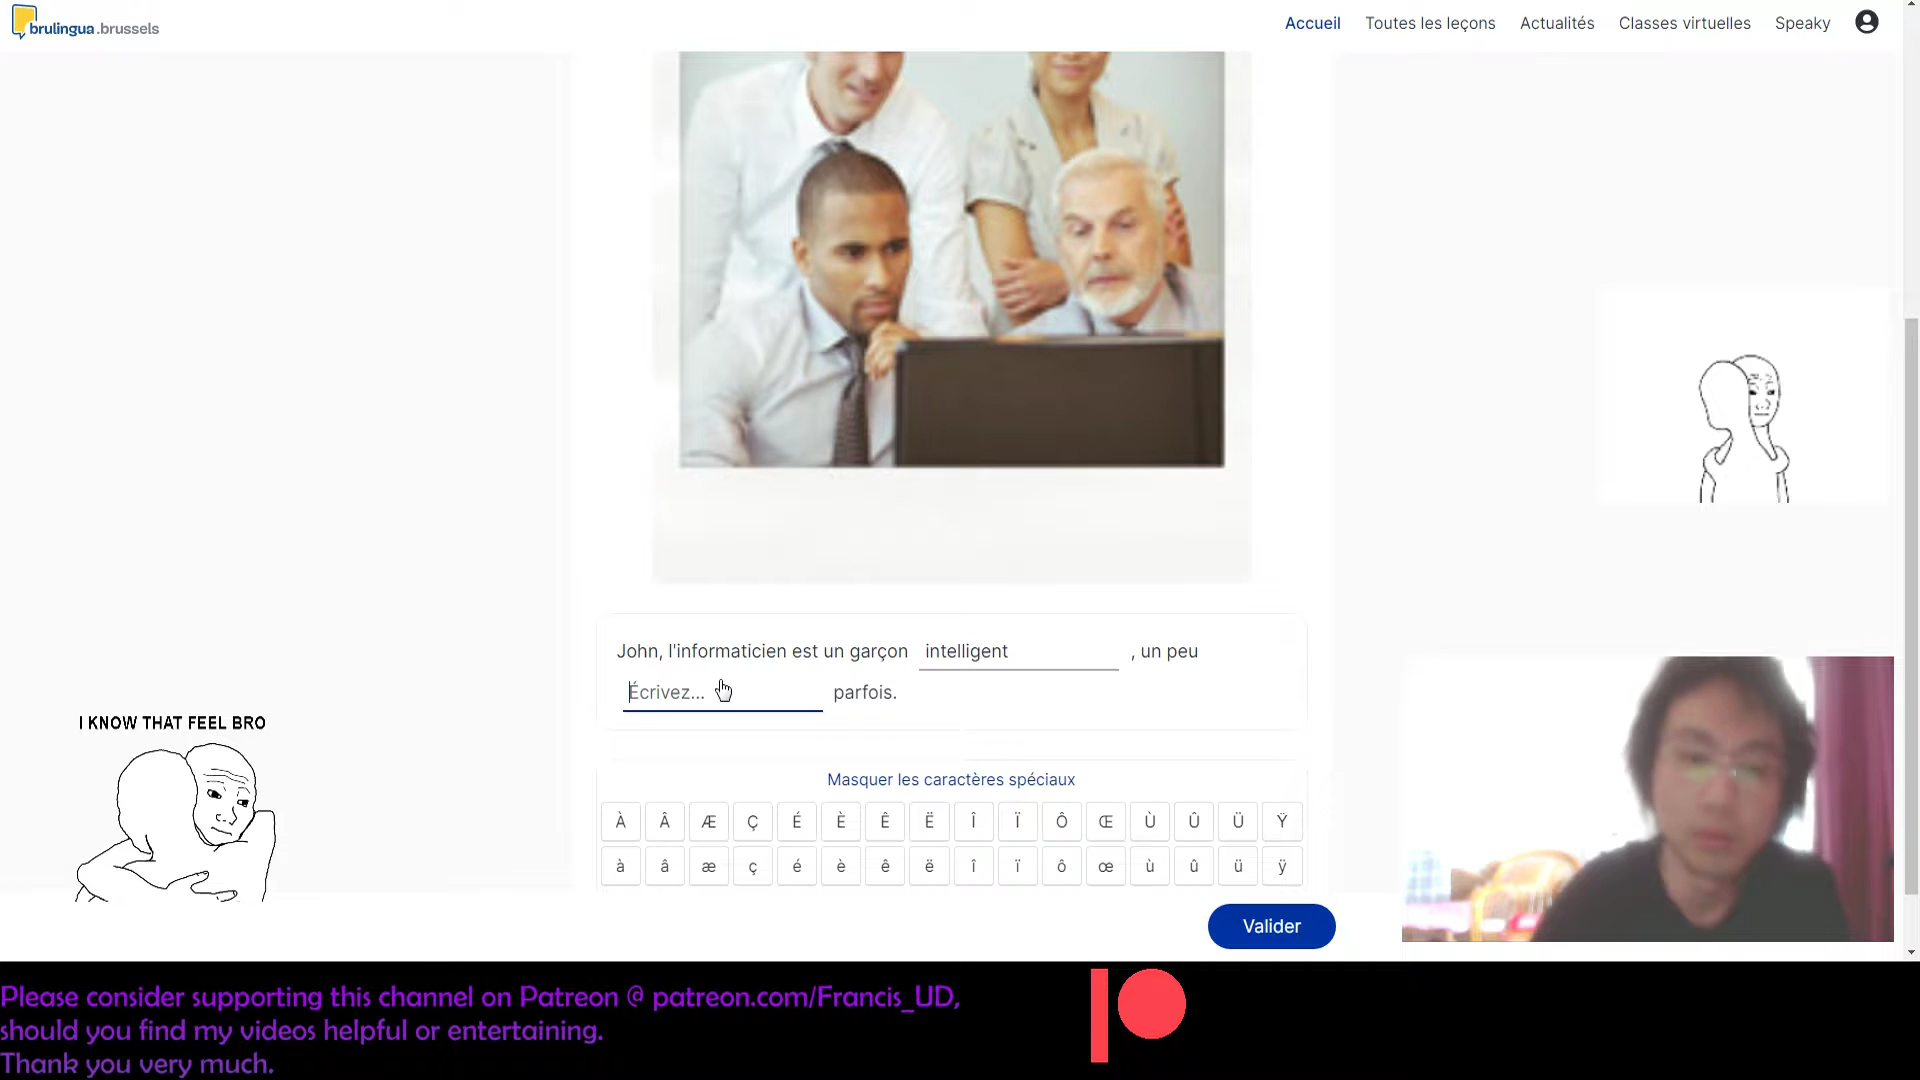 brulingua.brussels
Accueil Toutes les leçons Actualités Classes virtuelles Speaky
John, l'informaticien est un garçon intelligent , un peu
Écrivez... parfois.
I KNOW THAT FEEL BRO
Masquer les caractères spéciaux
À Â Æ Ç É È Ê Ë Î Ï Ô Œ Ù Û Ü Ÿ
à â æ ç é è ê ë î ï ô œ ù û ü ÿ
Valider
Please consider supporting this channel on Patreon @ patreon.com/Francis_UD,
should you find my videos helpful or entertaining.
Thank you very much.